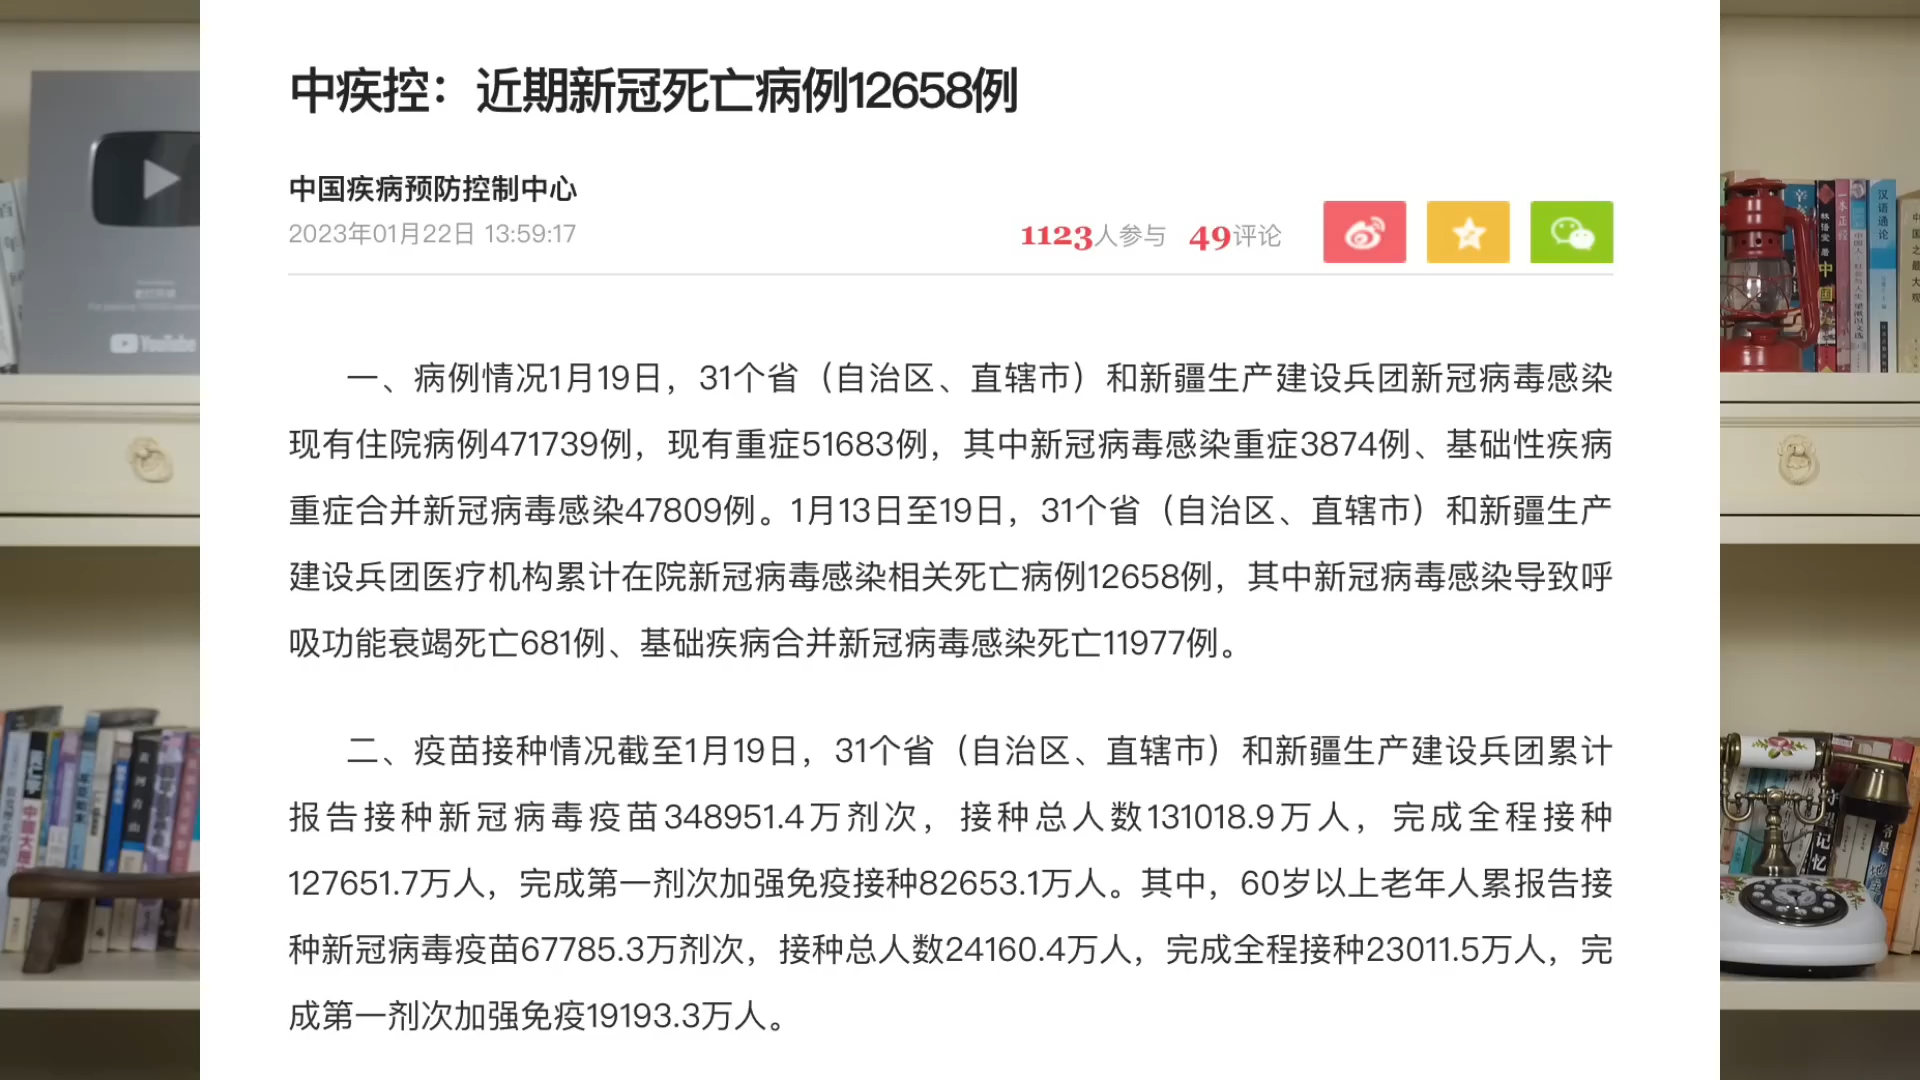 中疾控：近期新冠死亡病例12658例
中国疾病预防控制中心
2023年01月22日 13:59:17
1123人参与 49评论
一、病例情况1月19日，31个省（自治区、直辖市）和新疆生产建设兵团新冠病毒感染
现有住院病例471739例，现有重症51683例，其中新冠病毒感染重症3874例、基础性疾病
重症合并新冠病毒感染47809例。1月13日至19日，31个省（自治区、直辖市）和新疆生产
建设兵团医疗机构累计在院新冠病毒感染相关死亡病例12658例，其中新冠病毒感染导致呼
吸功能衰竭死亡681例、基础疾病合并新冠病毒感染死亡11977例。
二、疫苗接种情况截至1月19日，31个省（自治区、直辖市）和新疆生产建设兵团累计
报告接种新冠病毒疫苗348951.4万剂次，接种总人数131018.9万人，完成全程接种
127651.7万人，完成第一剂次加强免疫接种82653.1万人。其中，60岁以上老年人累报告接
种新冠病毒疫苗67785.3万剂次，接种总人数24160.4万人，完成全程接种23011.5万人，完
成第一剂次加强免疫19193.3万人。
YouTube
汉语通论
中国
记忆